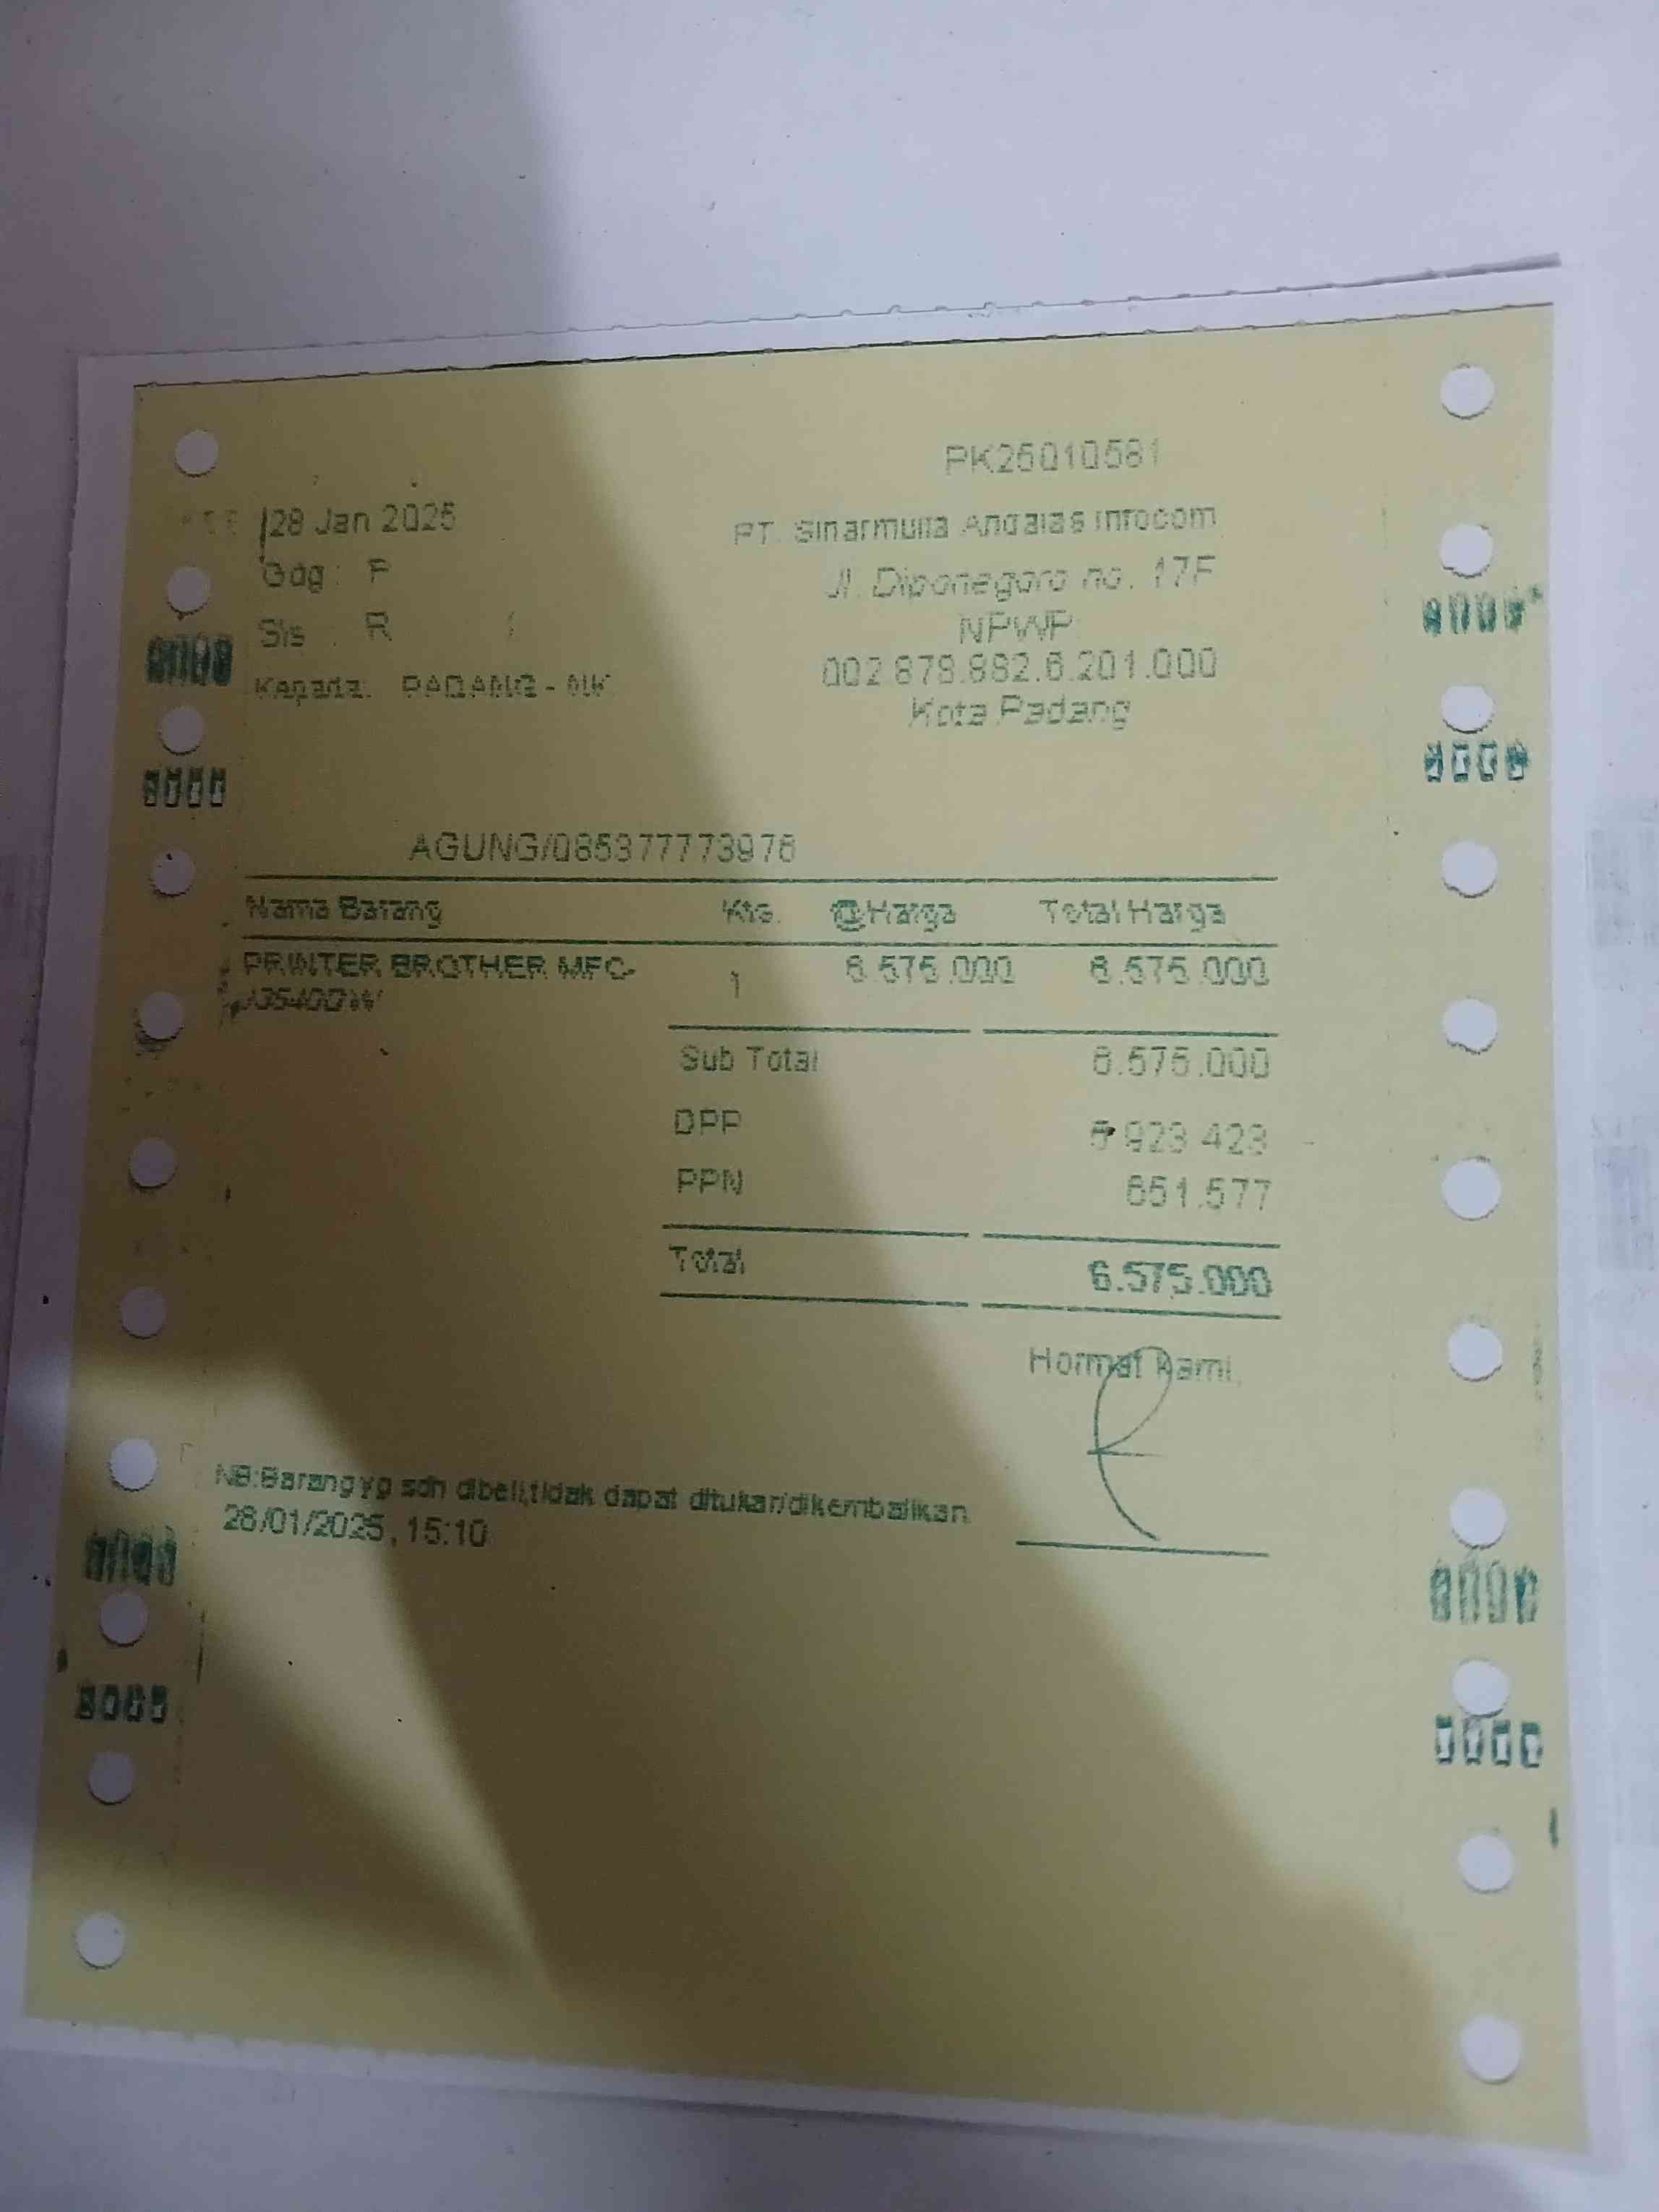 PK25010581
28 Jan 2025
PT. Sinarmulia Andalas Infocom
Gdg : P
Jl. Diponegoro no. 17F
Sls : R
NPWP
002.878.882.6.201.000
Kepada: PADANG - NK
Kota Padang
AGUNG/085377773976
Nama Barang Kts. @Harga Total Harga
PRINTER BROTHER MFC- 1 6.575.000 6.575.000
Sub Total 6.575.000
DPP 5.923.423
PPN 651.577
Total 6.575.000
Hormat Kami,
NB:Barang yg sdh dibeli,tidak dapat ditukar/dikembalikan
28/01/2025, 15:10